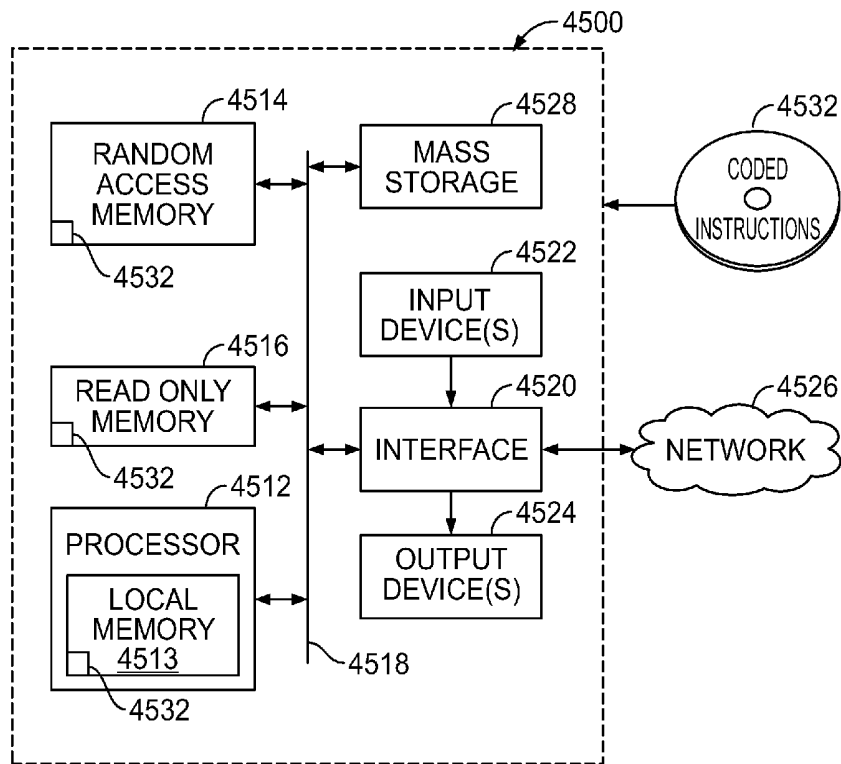 4500
4514
RANDOM
ACCESS
MEMORY
4532
4528
MASS
STORAGE
4532
CODED
INSTRUCTIONS
4522
INPUT
DEVICE(S)
4516
READ ONLY
MEMORY
4532
4520
INTERFACE
4526
NETWORK
4512
PROCESSOR
LOCAL
MEMORY
4513
4532
4524
OUTPUT
DEVICE(S)
4518